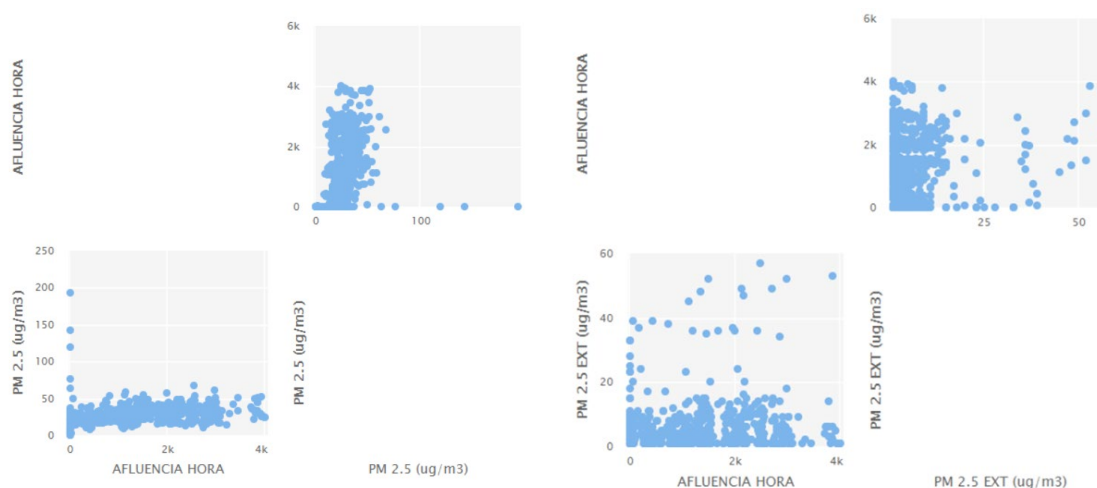 6k
4k
2k
0
0
100
AFLUENCIA HORA
6k
4k
2k
0
25
50
AFLUENCIA HORA
250
200
150
100
50
0
0
2k
4k
PM 2.5 (ug/m3)
AFLUENCIA HORA
PM 2.5 (ug/m3)
PM 2.5 (ug/m3)
60
40
20
0
0
2k
4k
PM 2.5 EXT (ug/m3)
AFLUENCIA HORA
PM 2.5 EXT (ug/m3)
PM 2.5 EXT (ug/m3)